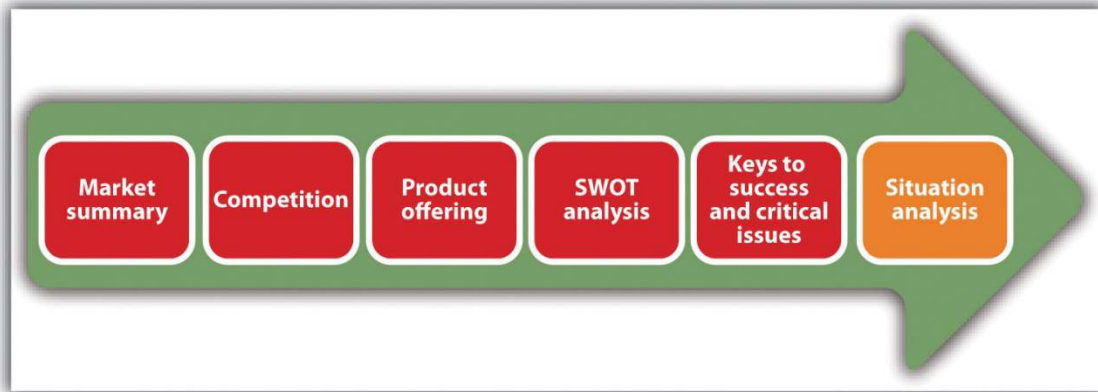 Market
summary
Competition
Product
offering
SWOT
analysis
Keys to
success
and critical
issues
Situation
analysis